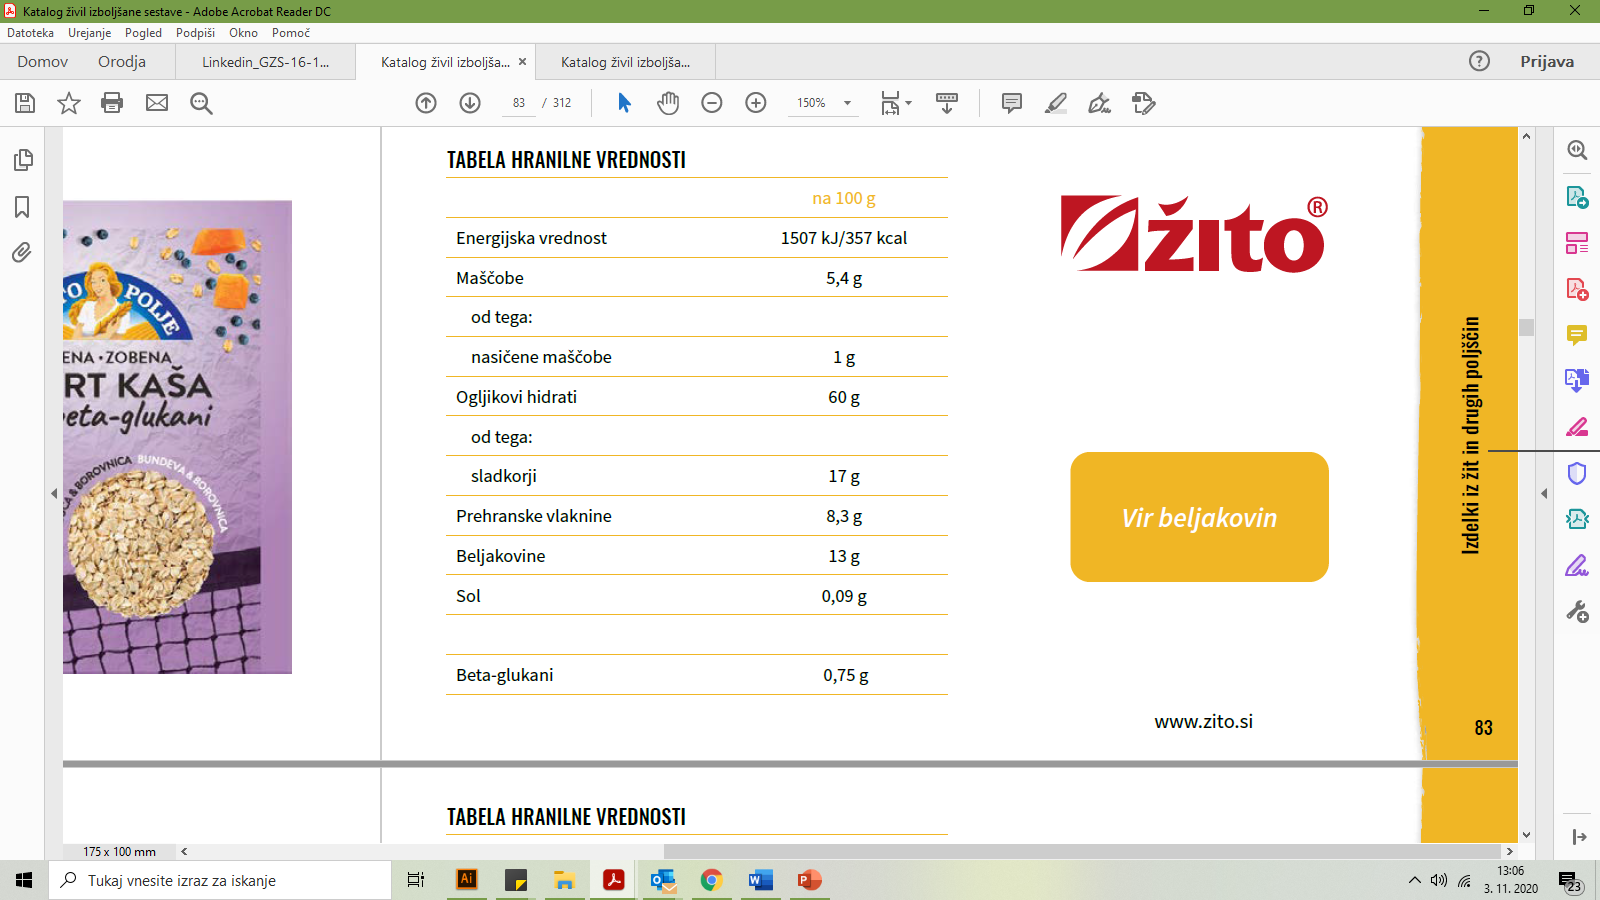 Katalog živil izboljšane sestave - Adobe Acrobat Reader DC
Datoteka Urejanje Pogled Podpiši Okno Pomoč
Domov Orodja Linkedin_GZS-16-1... Katalog živil izboljša... × Katalog živil izboljša... ? Prijava
83 / 312 150%
TABELA HRANILNE VREDNOSTI
na 100 g
Energijska vrednost 1507 kJ/357 kcal
Maščobe 5,4 g
od tega:
nasičene maščobe 1 g
Ogljikovi hidrati 60 g
od tega:
sladkorji 17 g
Prehranske vlaknine 8,3 g
Beljakovine 13 g
Sol 0,09 g
Beta-glukani 0,75 g
žito®
Vir beljakovin
www.zito.si
Izdelki iz žit in drugih poljščin
83
O POLJE
ENA • ZOBENA
RT KAŠA
beta-glukani
& BOROVNICA BUNDEVA & BOROVNICA
TABELA HRANILNE VREDNOSTI
175 x 100 mm
Tukaj vnesite izraz za iskanje
Ai
13:06
3. 11. 2020
23